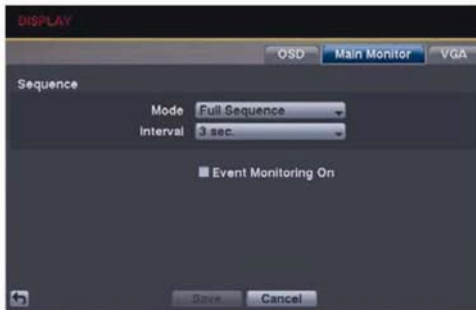 DISPLAY
OSD Main Monitor VGA
Sequence
Mode Full Sequence
Interval 3 sec.
Event Monitoring On
Save Cancel